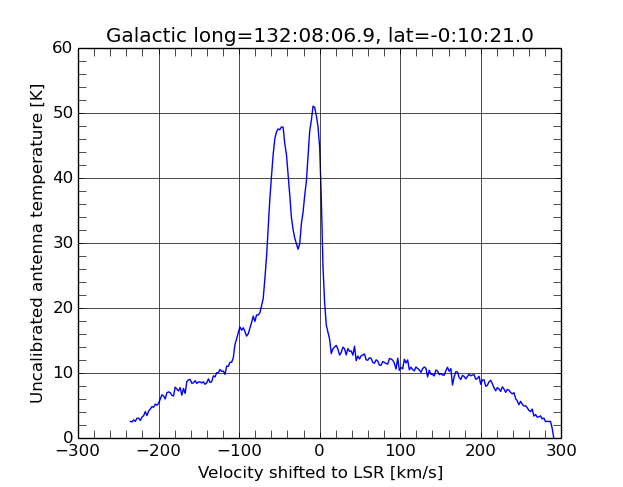 Galactic long=132:08:06.9, lat=-0:10:21.0
Uncalibrated antenna temperature [K]
60
50
40
30
20
10
0
−300 −200 −100 0 100 200 300
Velocity shifted to LSR [km/s]